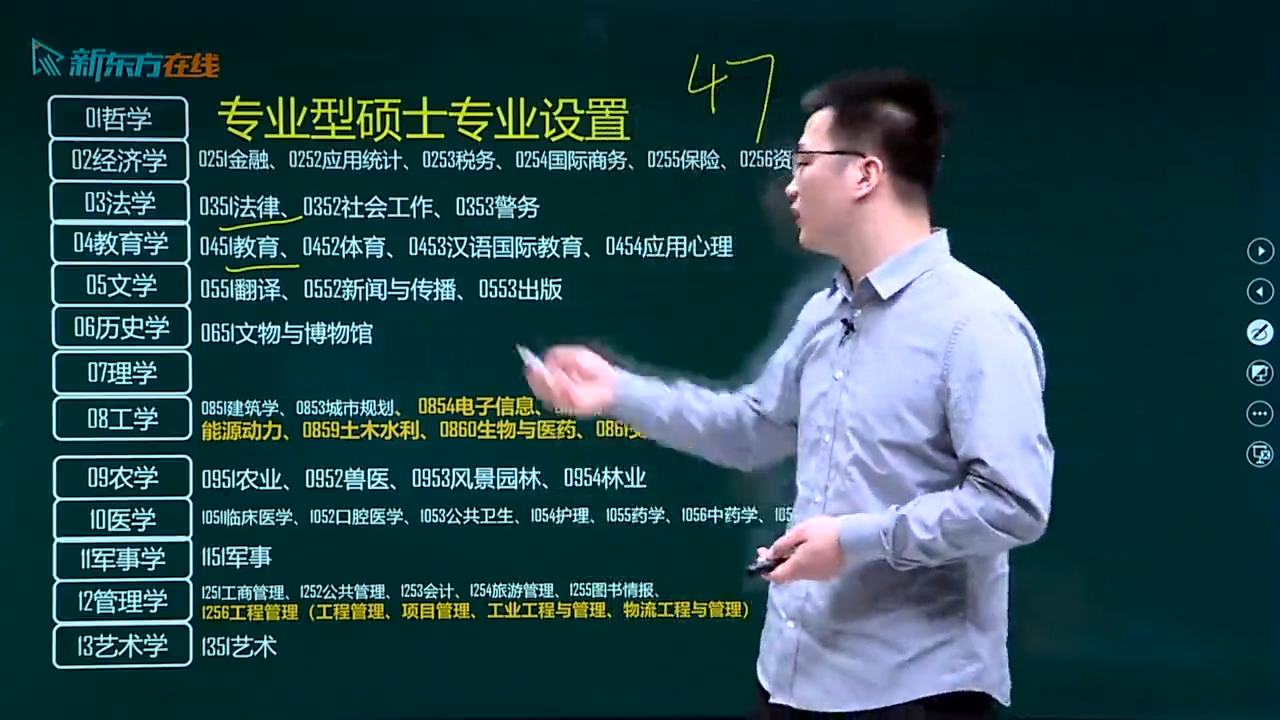 新东方在线
47
专业型硕士专业设置
01哲学
02经济学
0251金融、0252应用统计、0253税务、0254国际商务、0255保险、0256资
03法学
0351法律、0352社会工作、0353警务
04教育学
0451教育、0452体育、0453汉语国际教育、0454应用心理
05文学
0551翻译、0552新闻与传播、0553出版
06历史学
0651文物与博物馆
07理学
08工学
0851建筑学、0853城市规划、0854电子信息、
能源动力、0859土木水利、0860生物与医药、0861
09农学
0951农业、0952兽医、0953风景园林、0954林业
10医学
1051临床医学、1052口腔医学、1053公共卫生、1054护理、1055药学、1056中药学、105
11军事学
1151军事
12管理学
1251工商管理、1252公共管理、1253会计、1254旅游管理、1255图书情报、
1256工程管理（工程管理、项目管理、工业工程与管理、物流工程与管理）
13艺术学
1351艺术